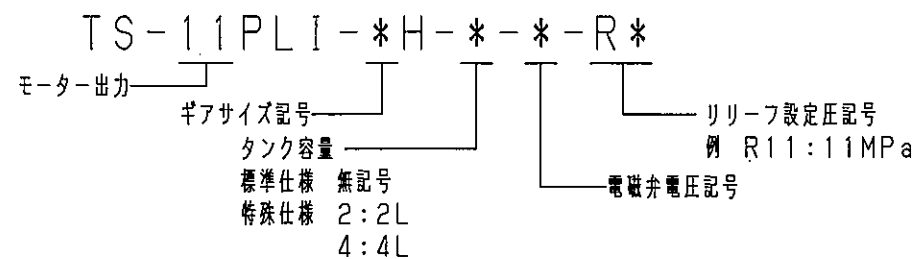 TS-11PLI-*H-*-*-R*
モーター出力
ギアサイズ記号
リリーフ設定圧記号
タンク容量
例 R11:11MPa
標準仕様 無記号
電磁弁電圧記号
特殊仕様 2:2L
4:4L